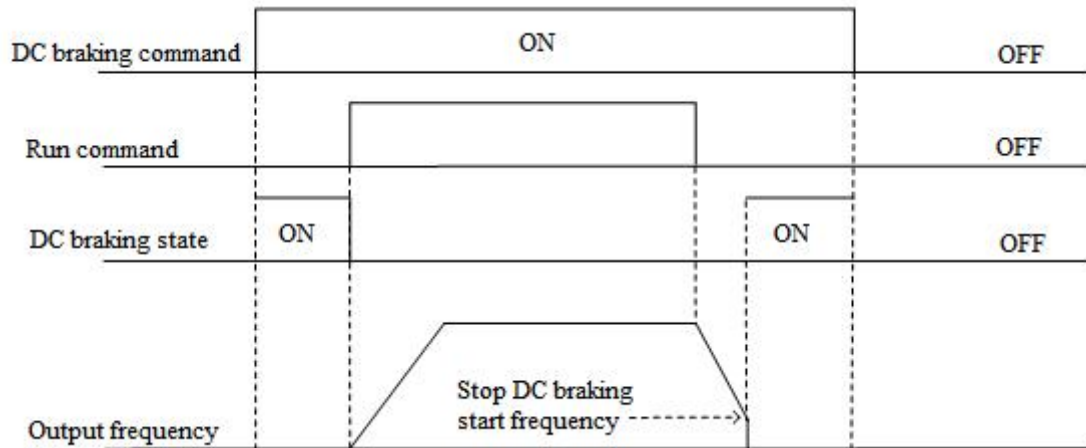 DC braking command
ON
OFF
Run command
OFF
DC braking state
ON
ON
OFF
Stop DC braking
start frequency
Output frequency